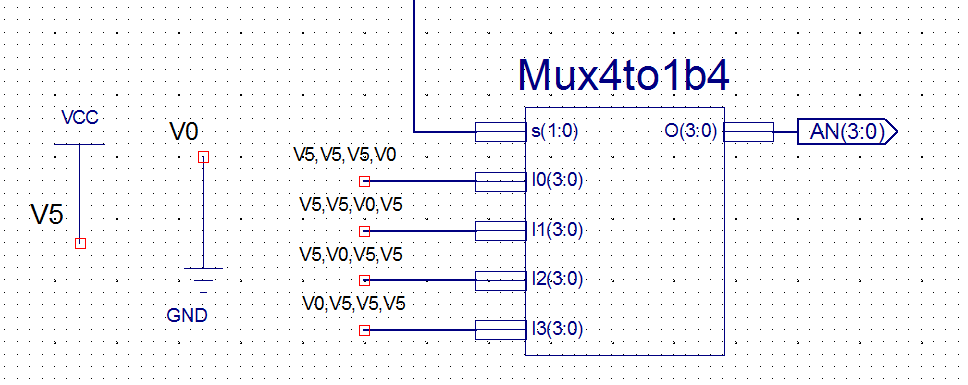 Mux4to1b4
VCC
V0
s(1:0)
O(3:0)
AN(3:0)
V5,V5,V5,V0
I0(3:0)
V5
V5,V5,V0,V5
I1(3:0)
V5,V0,V5,V5
I2(3:0)
V0,V5,V5,V5
I3(3:0)
GND